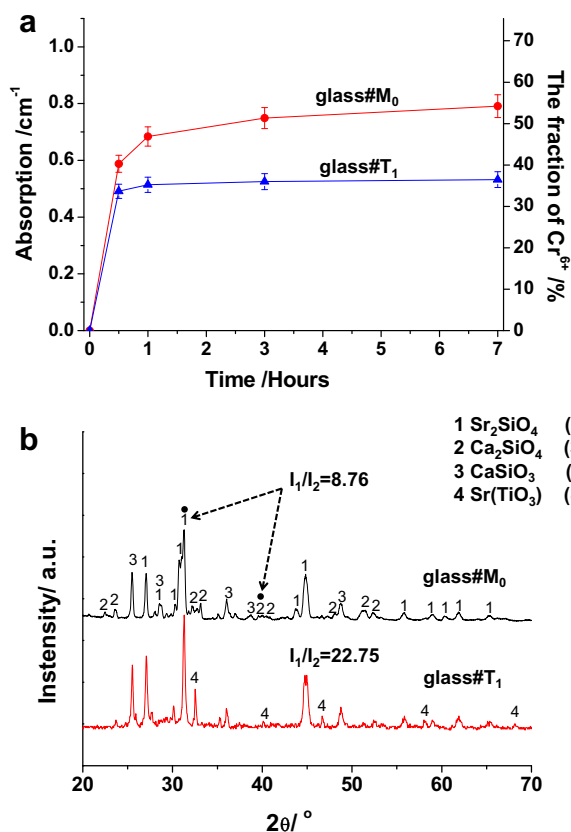 a
1.0
0.8
0.6
0.4
0.2
0.0
Absorption /cm⁻¹
70
60
50
40
30
20
10
0
The fraction of Cr⁶⁺/%
glass#M₀
glass#T₁
0 1 2 3 4 5 6 7
Time /Hours
b
1 Sr₂SiO₄ (
2 Ca₂SiO₄ (
3 CaSiO₃ (
4 Sr(TiO₃) (
I₁/I₂=8.76
2 2 3 1 3 1 1 1 2 2 3 3 2 2 1 1 2 3 2 2 1 1 1 1 1
glass#M₀
I₁/I₂=22.75
glass#T₁
4 4 4 4 4
Instensity/ a.u.
20 30 40 50 60 70
2θ/ °